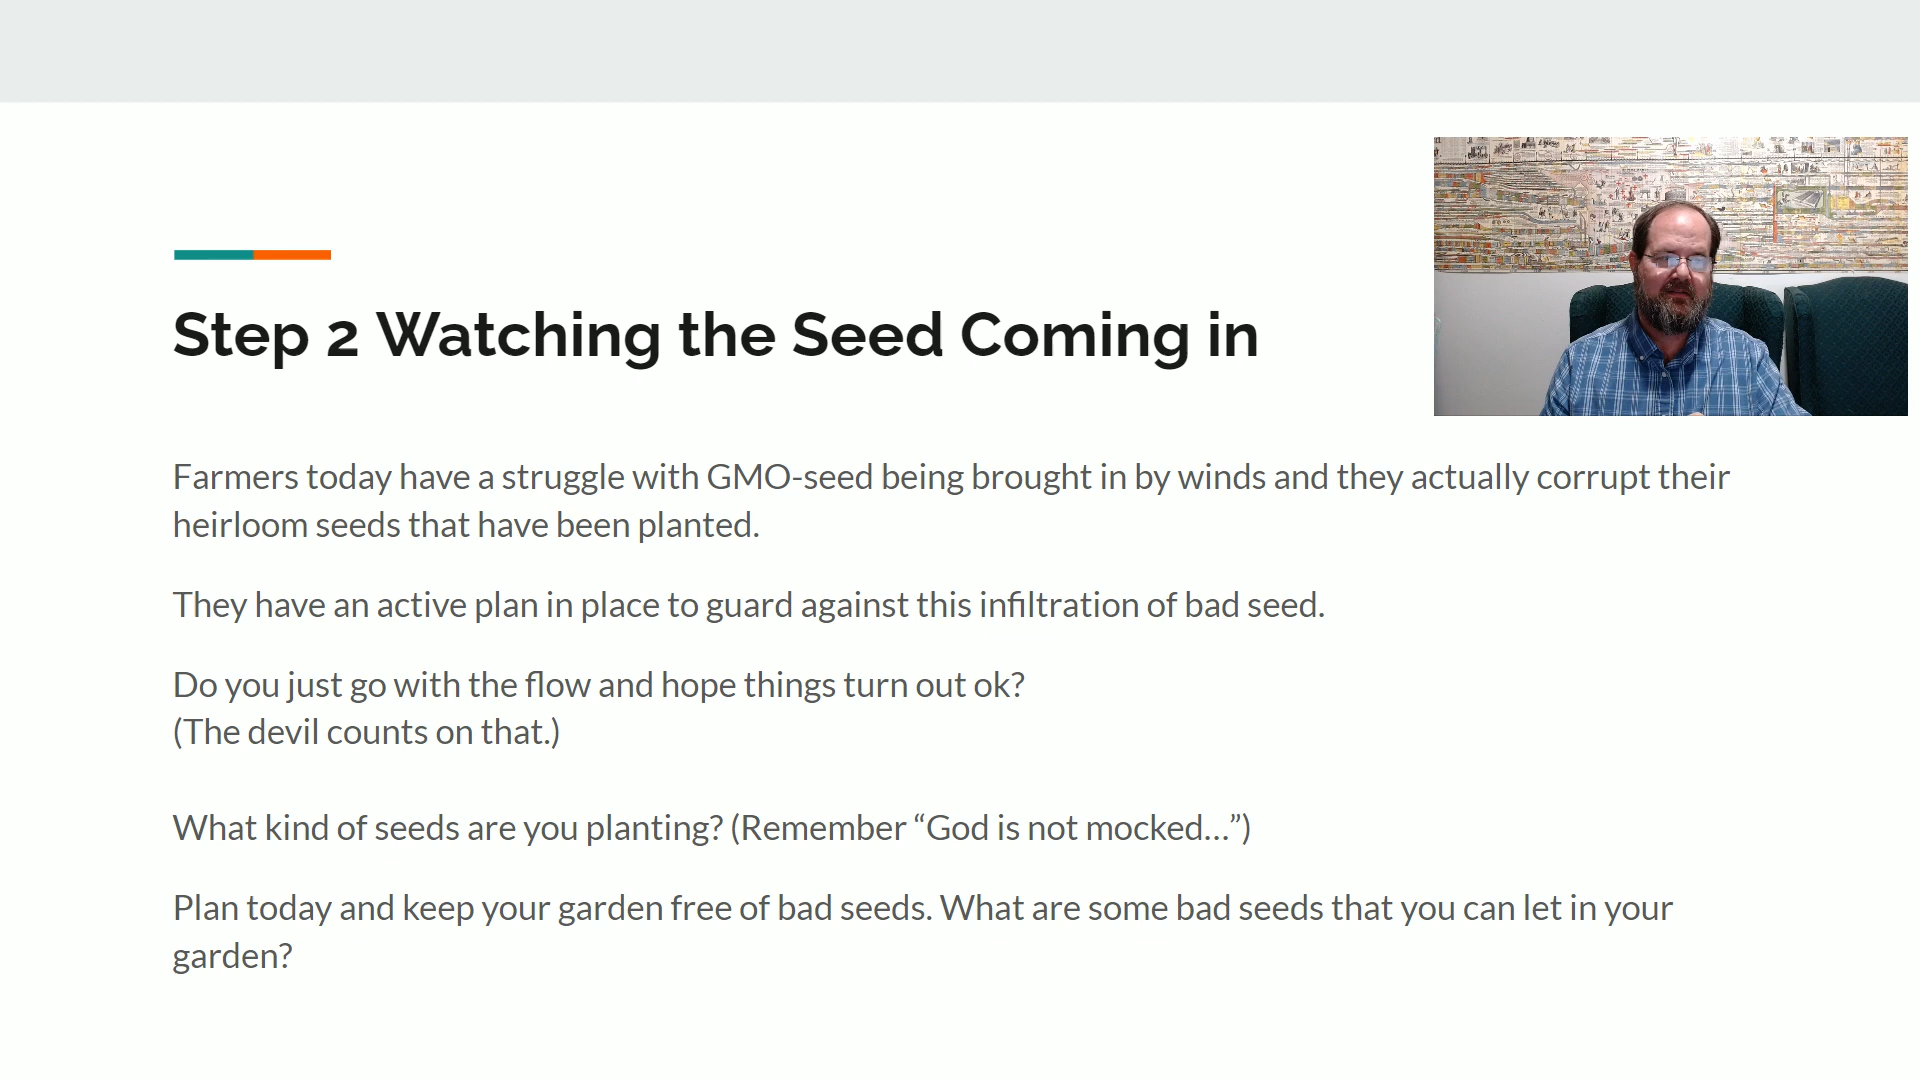 Step 2 Watching the Seed Coming in
Farmers today have a struggle with GMO-seed being brought in by winds and they actually corrupt their
heirloom seeds that have been planted.
They have an active plan in place to guard against this infiltration of bad seed.
Do you just go with the flow and hope things turn out ok?
(The devil counts on that.)
What kind of seeds are you planting? (Remember “God is not mocked...”)
Plan today and keep your garden free of bad seeds. What are some bad seeds that you can let in your
garden?